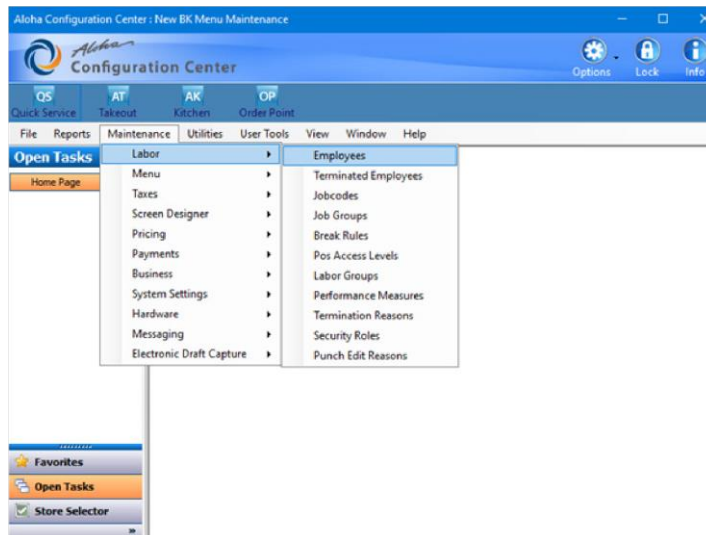 Aloha Configuration Center : New BK Menu Maintenance
Aloha
Configuration Center
Options
Lock
Info
QS
Quick Service
AT
Takeout
AK
Kitchen
OP
Order Point
File Reports Maintenance Utilities User Tools View Window Help
Open Tasks
Home Page
Labor
Menu
Taxes
Screen Designer
Pricing
Payments
Business
System Settings
Hardware
Messaging
Electronic Draft Capture
Employees
Terminated Employees
Jobcodes
Job Groups
Break Rules
Pos Access Levels
Labor Groups
Performance Measures
Termination Reasons
Security Roles
Punch Edit Reasons
Favorites
Open Tasks
Store Selector